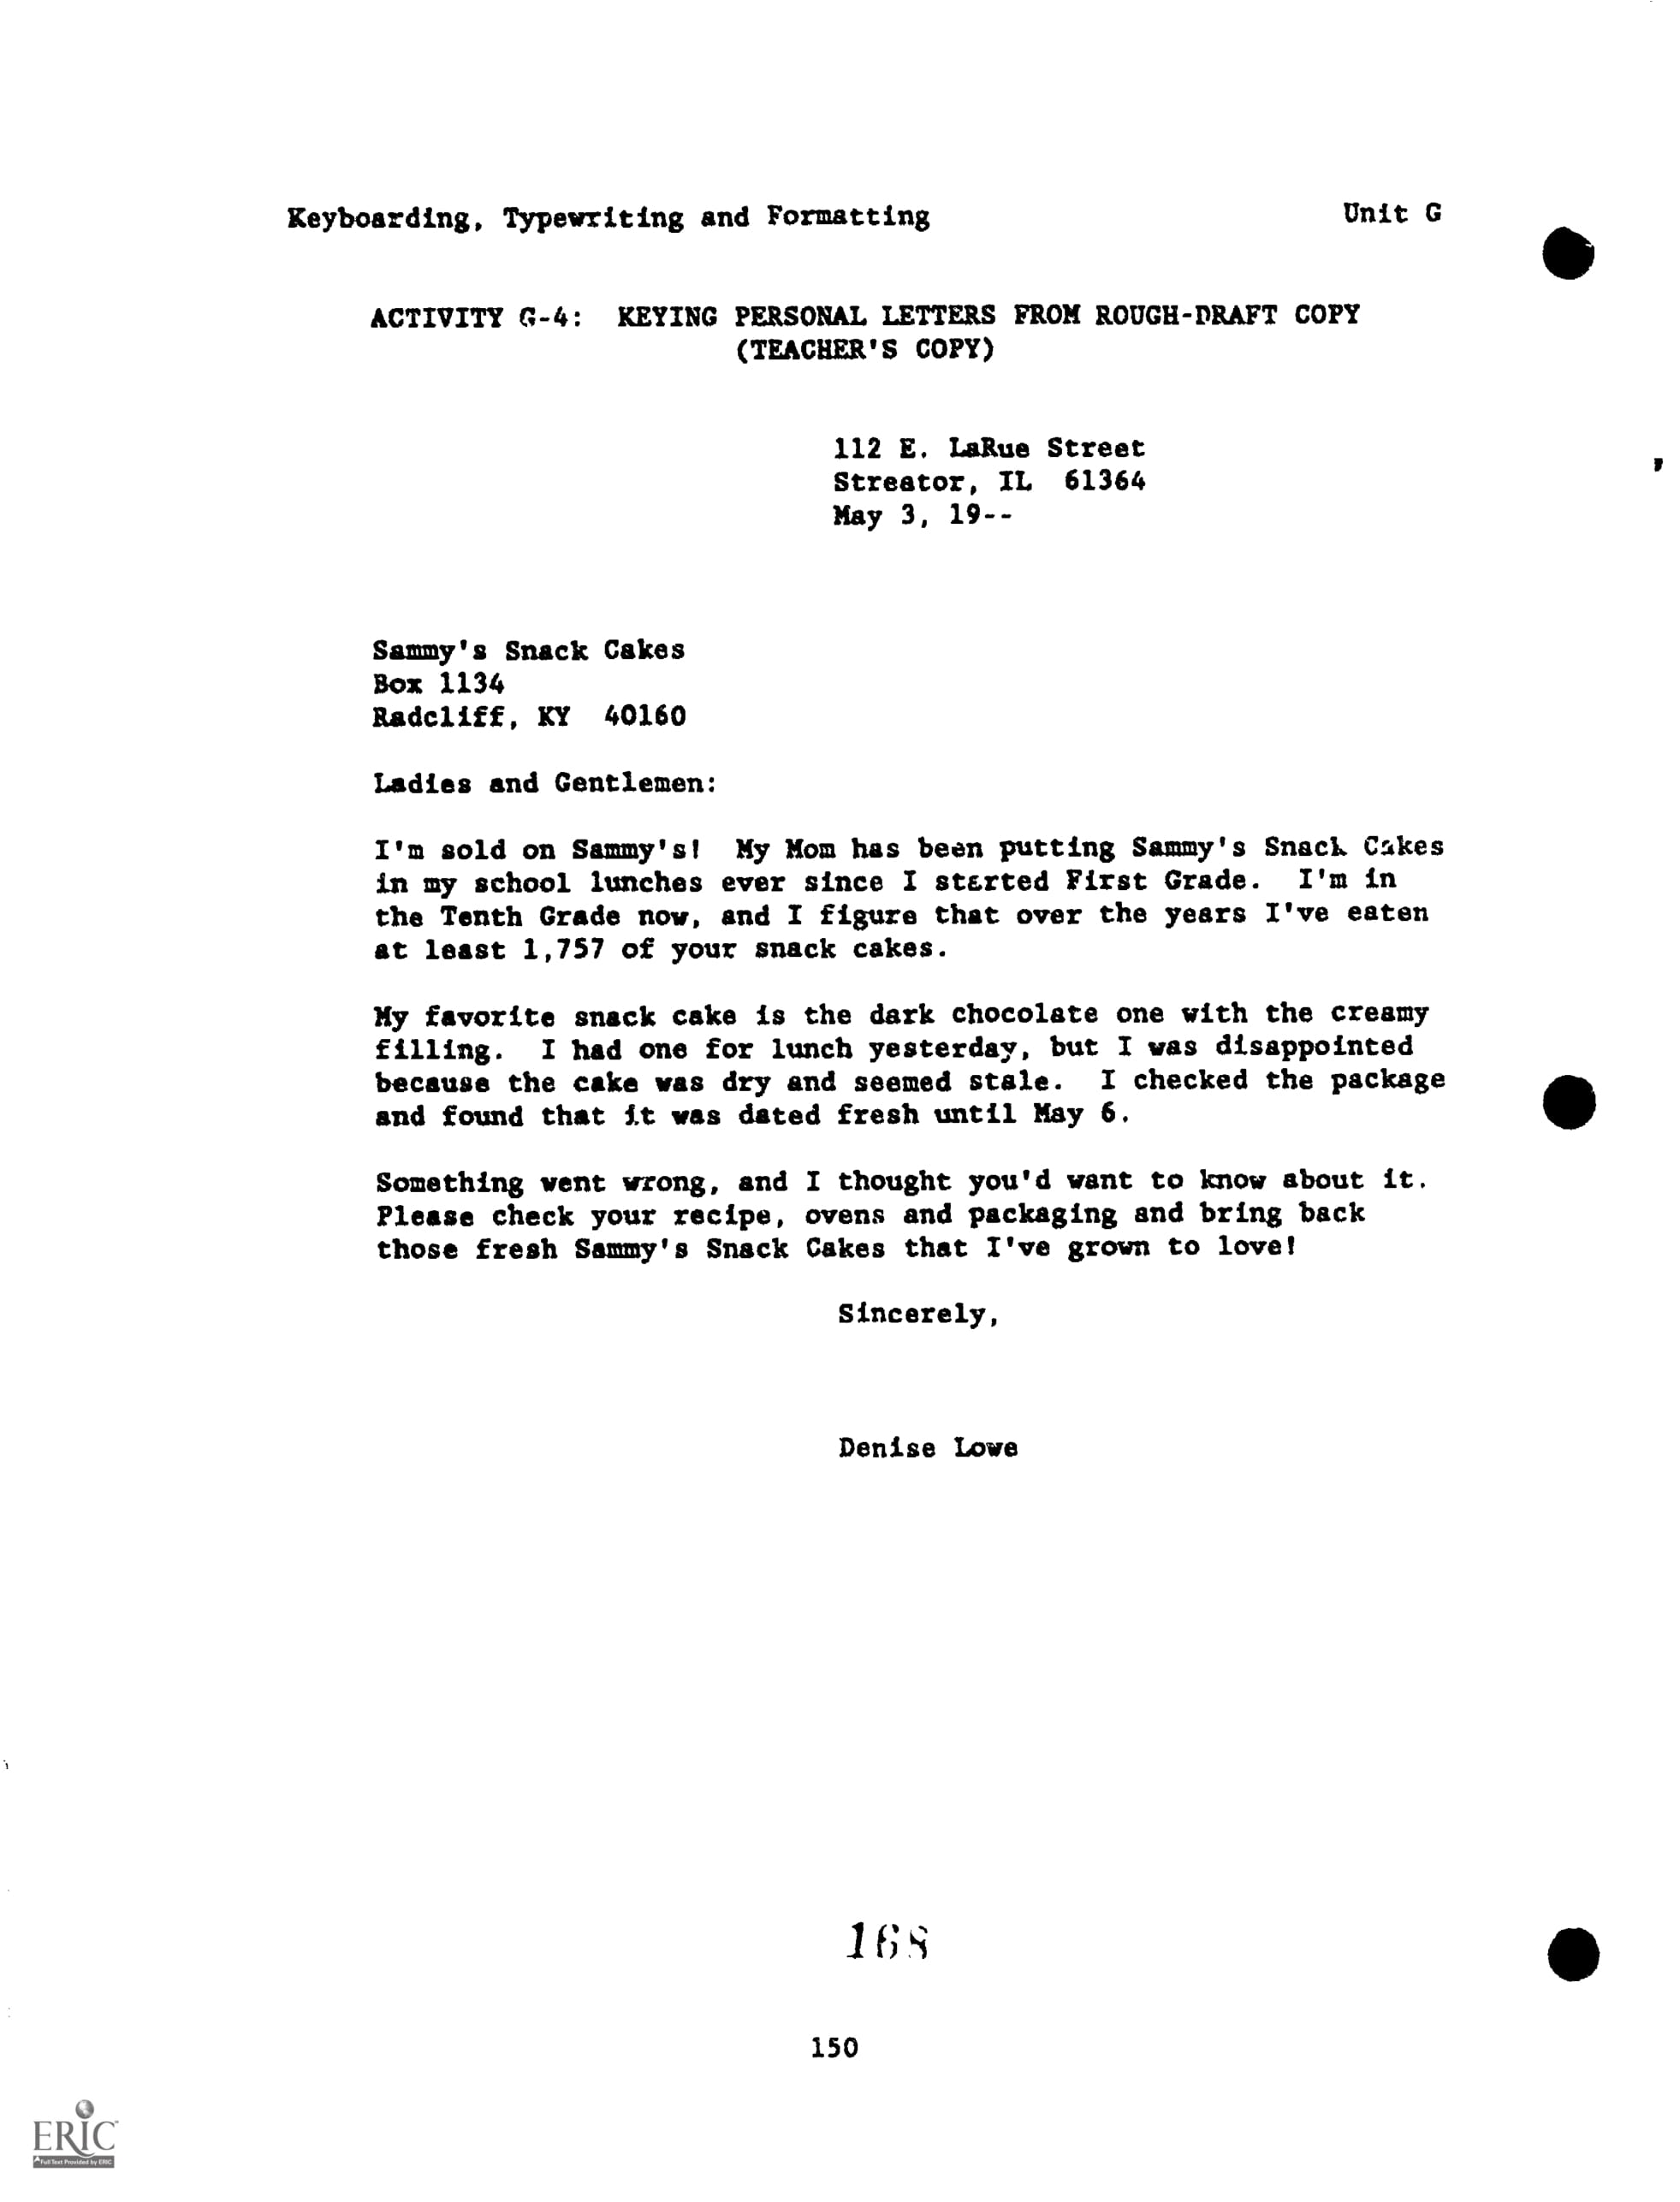 Keyboarding, Typewriting and Formatting Unit G
ACTIVITY G-4: KEYING PERSONAL LETTERS FROM ROUGH-DRAFT COPY
(TEACHER'S COPY)
112 E. LaRue Street
Streator, IL 61364
May 3, 19--
Sammy's Snack Cakes
Box 1134
Radcliff, KY 40160
Ladies and Gentlemen:
I'm sold on Sammy's! My Mom has been putting Sammy's Snack Cakes
in my school lunches ever since I started First Grade. I'm in
the Tenth Grade now, and I figure that over the years I've eaten
at least 1,757 of your snack cakes.
My favorite snack cake is the dark chocolate one with the creamy
filling. I had one for lunch yesterday, but I was disappointed
because the cake was dry and seemed stale. I checked the package
and found that it was dated fresh until May 6.
Something went wrong, and I thought you'd want to know about it.
Please check your recipe, ovens and packaging and bring back
those fresh Sammy's Snack Cakes that I've grown to love!
Sincerely,
Denise Lowe
168
150
ERIC
Full Text Provided by ERIC